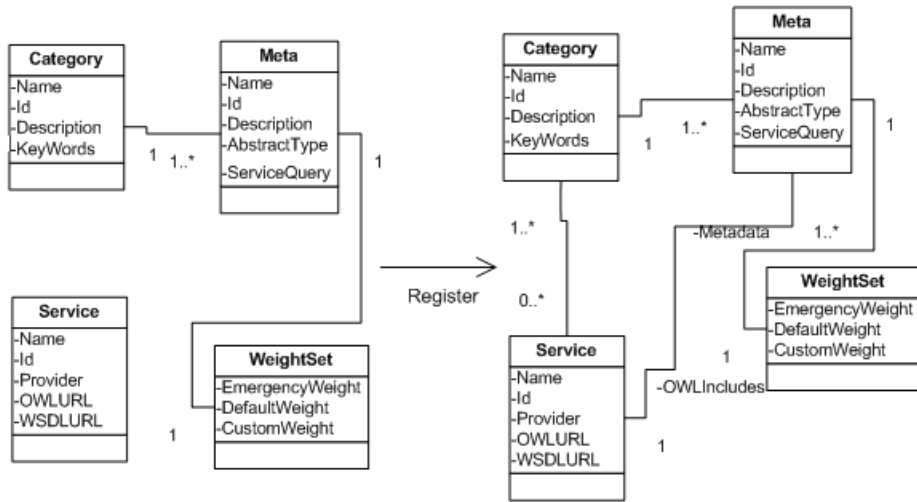 Category
-Name
-Id
-Description
-KeyWords
Meta
-Name
-Id
-Description
-AbstractType
-ServiceQuery
1
1..*
1
Service
-Name
-Id
-Provider
-OWLURL
-WSDLURL
WeightSet
-EmergencyWeight
-DefaultWeight
-CustomWeight
1
Register
Category
-Name
-Id
-Description
-KeyWords
Meta
-Name
-Id
-Description
-AbstractType
-ServiceQuery
1
1..*
1
1..*
-Metadata
1..*
0..*
WeightSet
-EmergencyWeight
-DefaultWeight
-CustomWeight
1
Service
-Name
-Id
-Provider
-OWLURL
-WSDLURL
-OWLIncludes
1